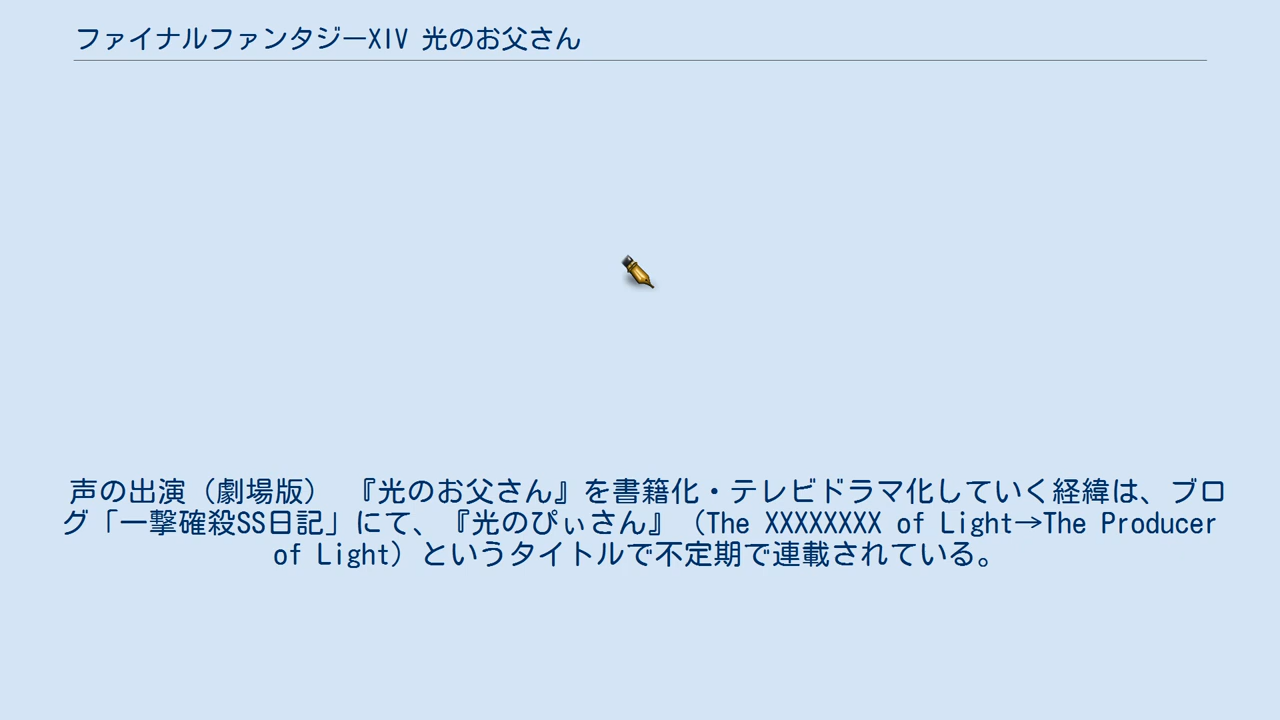 ファイナルファンタジーXIV 光のお父さん
声の出演（劇場版） 『光のお父さん』を書籍化・テレビドラマ化していく経緯は、ブロ
グ「一撃確殺SS日記」にて、『光のぴぃさん』（The XXXXXXXX of Light→The Producer
of Light）というタイトルで不定期で連載されている。